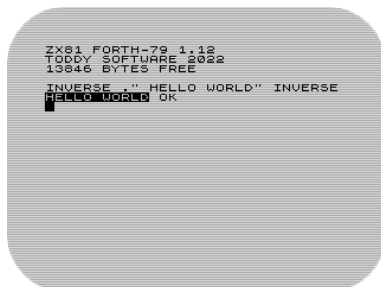 ZX81 FORTH-79 1.12
TODDY SOFTWARE 2022
13846 BYTES FREE
INVERSE ." HELLO WORLD" INVERSE
HELLO WORLD OK